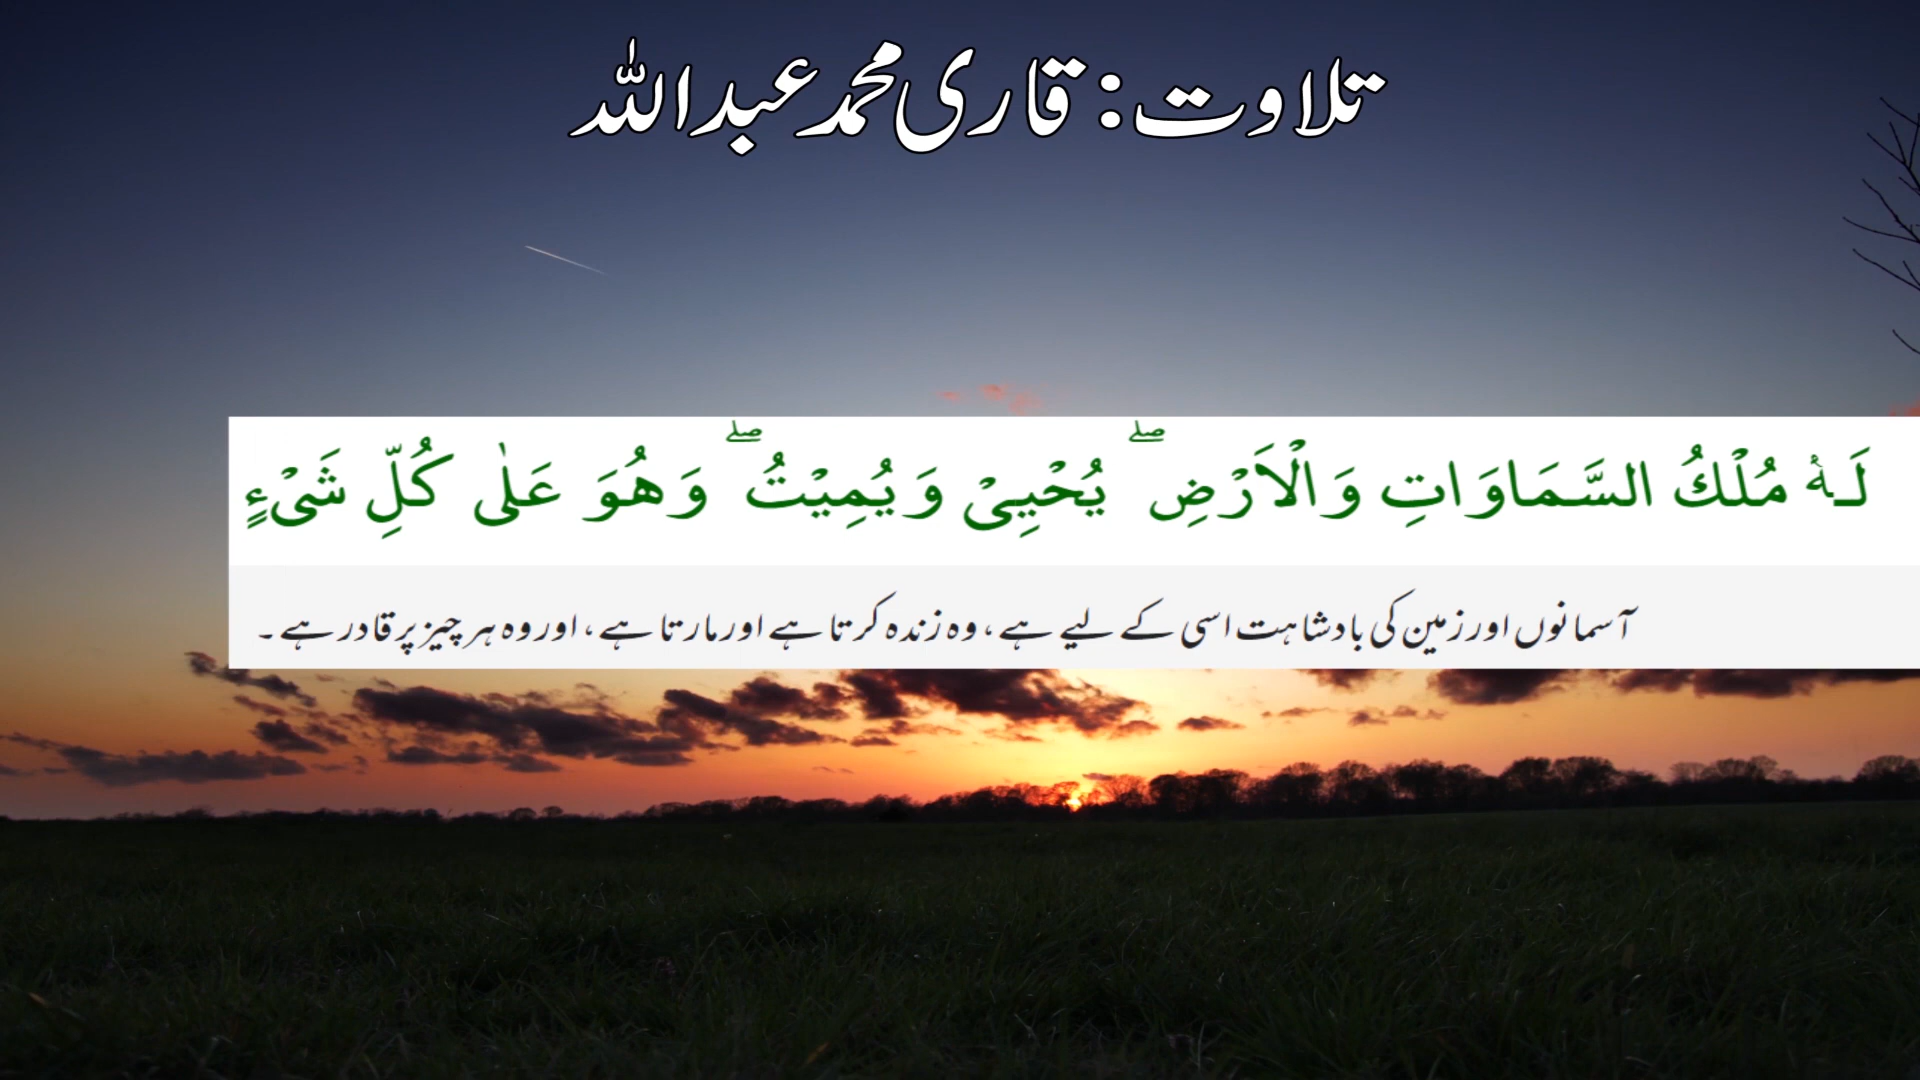 تلاوت: قاری محمد عبداللہ
لَـهٝ مُلْكُ السَّمَاوَاتِ وَالْاَرْضِ ۖ يُحْيِىْ وَيُمِيْتُ ۖ وَهُوَ عَلٰى كُلِّ شَىْءٍ
آسمانوں اور زمین کی بادشاہت اسی کے لیے ہے، وہ زندہ کرتا ہے اور مارتا ہے، اور وہ ہر چیز پر قادر ہے۔